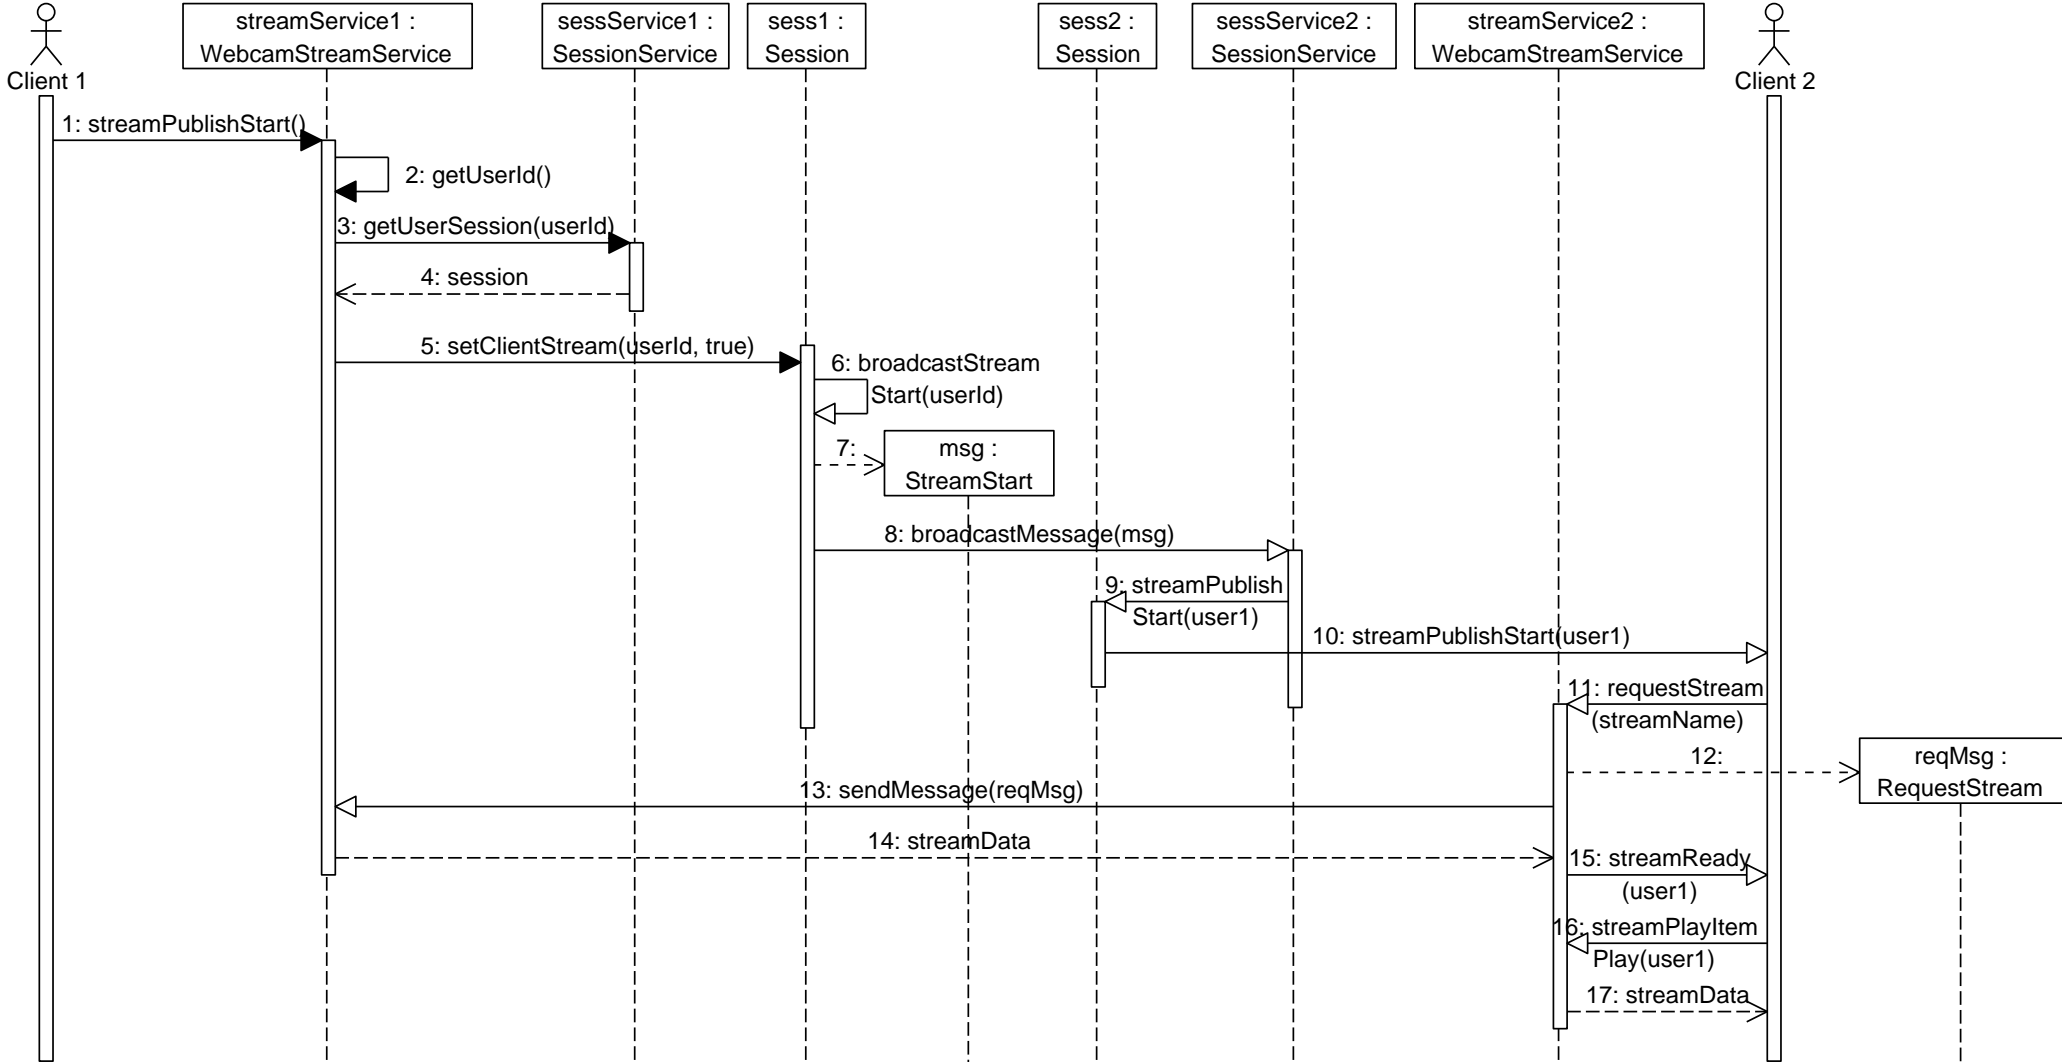 streamService1 :
WebcamStreamService
sessService1 :
SessionService
sess1 :
Session
sess2 :
Session
sessService2 :
SessionService
streamService2 :
WebcamStreamService
Client 1
Client 2
1: streamPublishStart()
2: getUserId()
3: getUserSession(userId)
4: session
5: setClientStream(userId, true)
6: broadcastStream
Start(userId)
7:
msg :
StreamStart
8: broadcastMessage(msg)
9: streamPublish
Start(user1)
10: streamPublishStart(user1)
11: requestStream
(streamName)
12:
reqMsg :
RequestStream
13: sendMessage(reqMsg)
14: streamData
15: streamReady
(user1)
16: streamPlayItem
Play(user1)
17: streamData